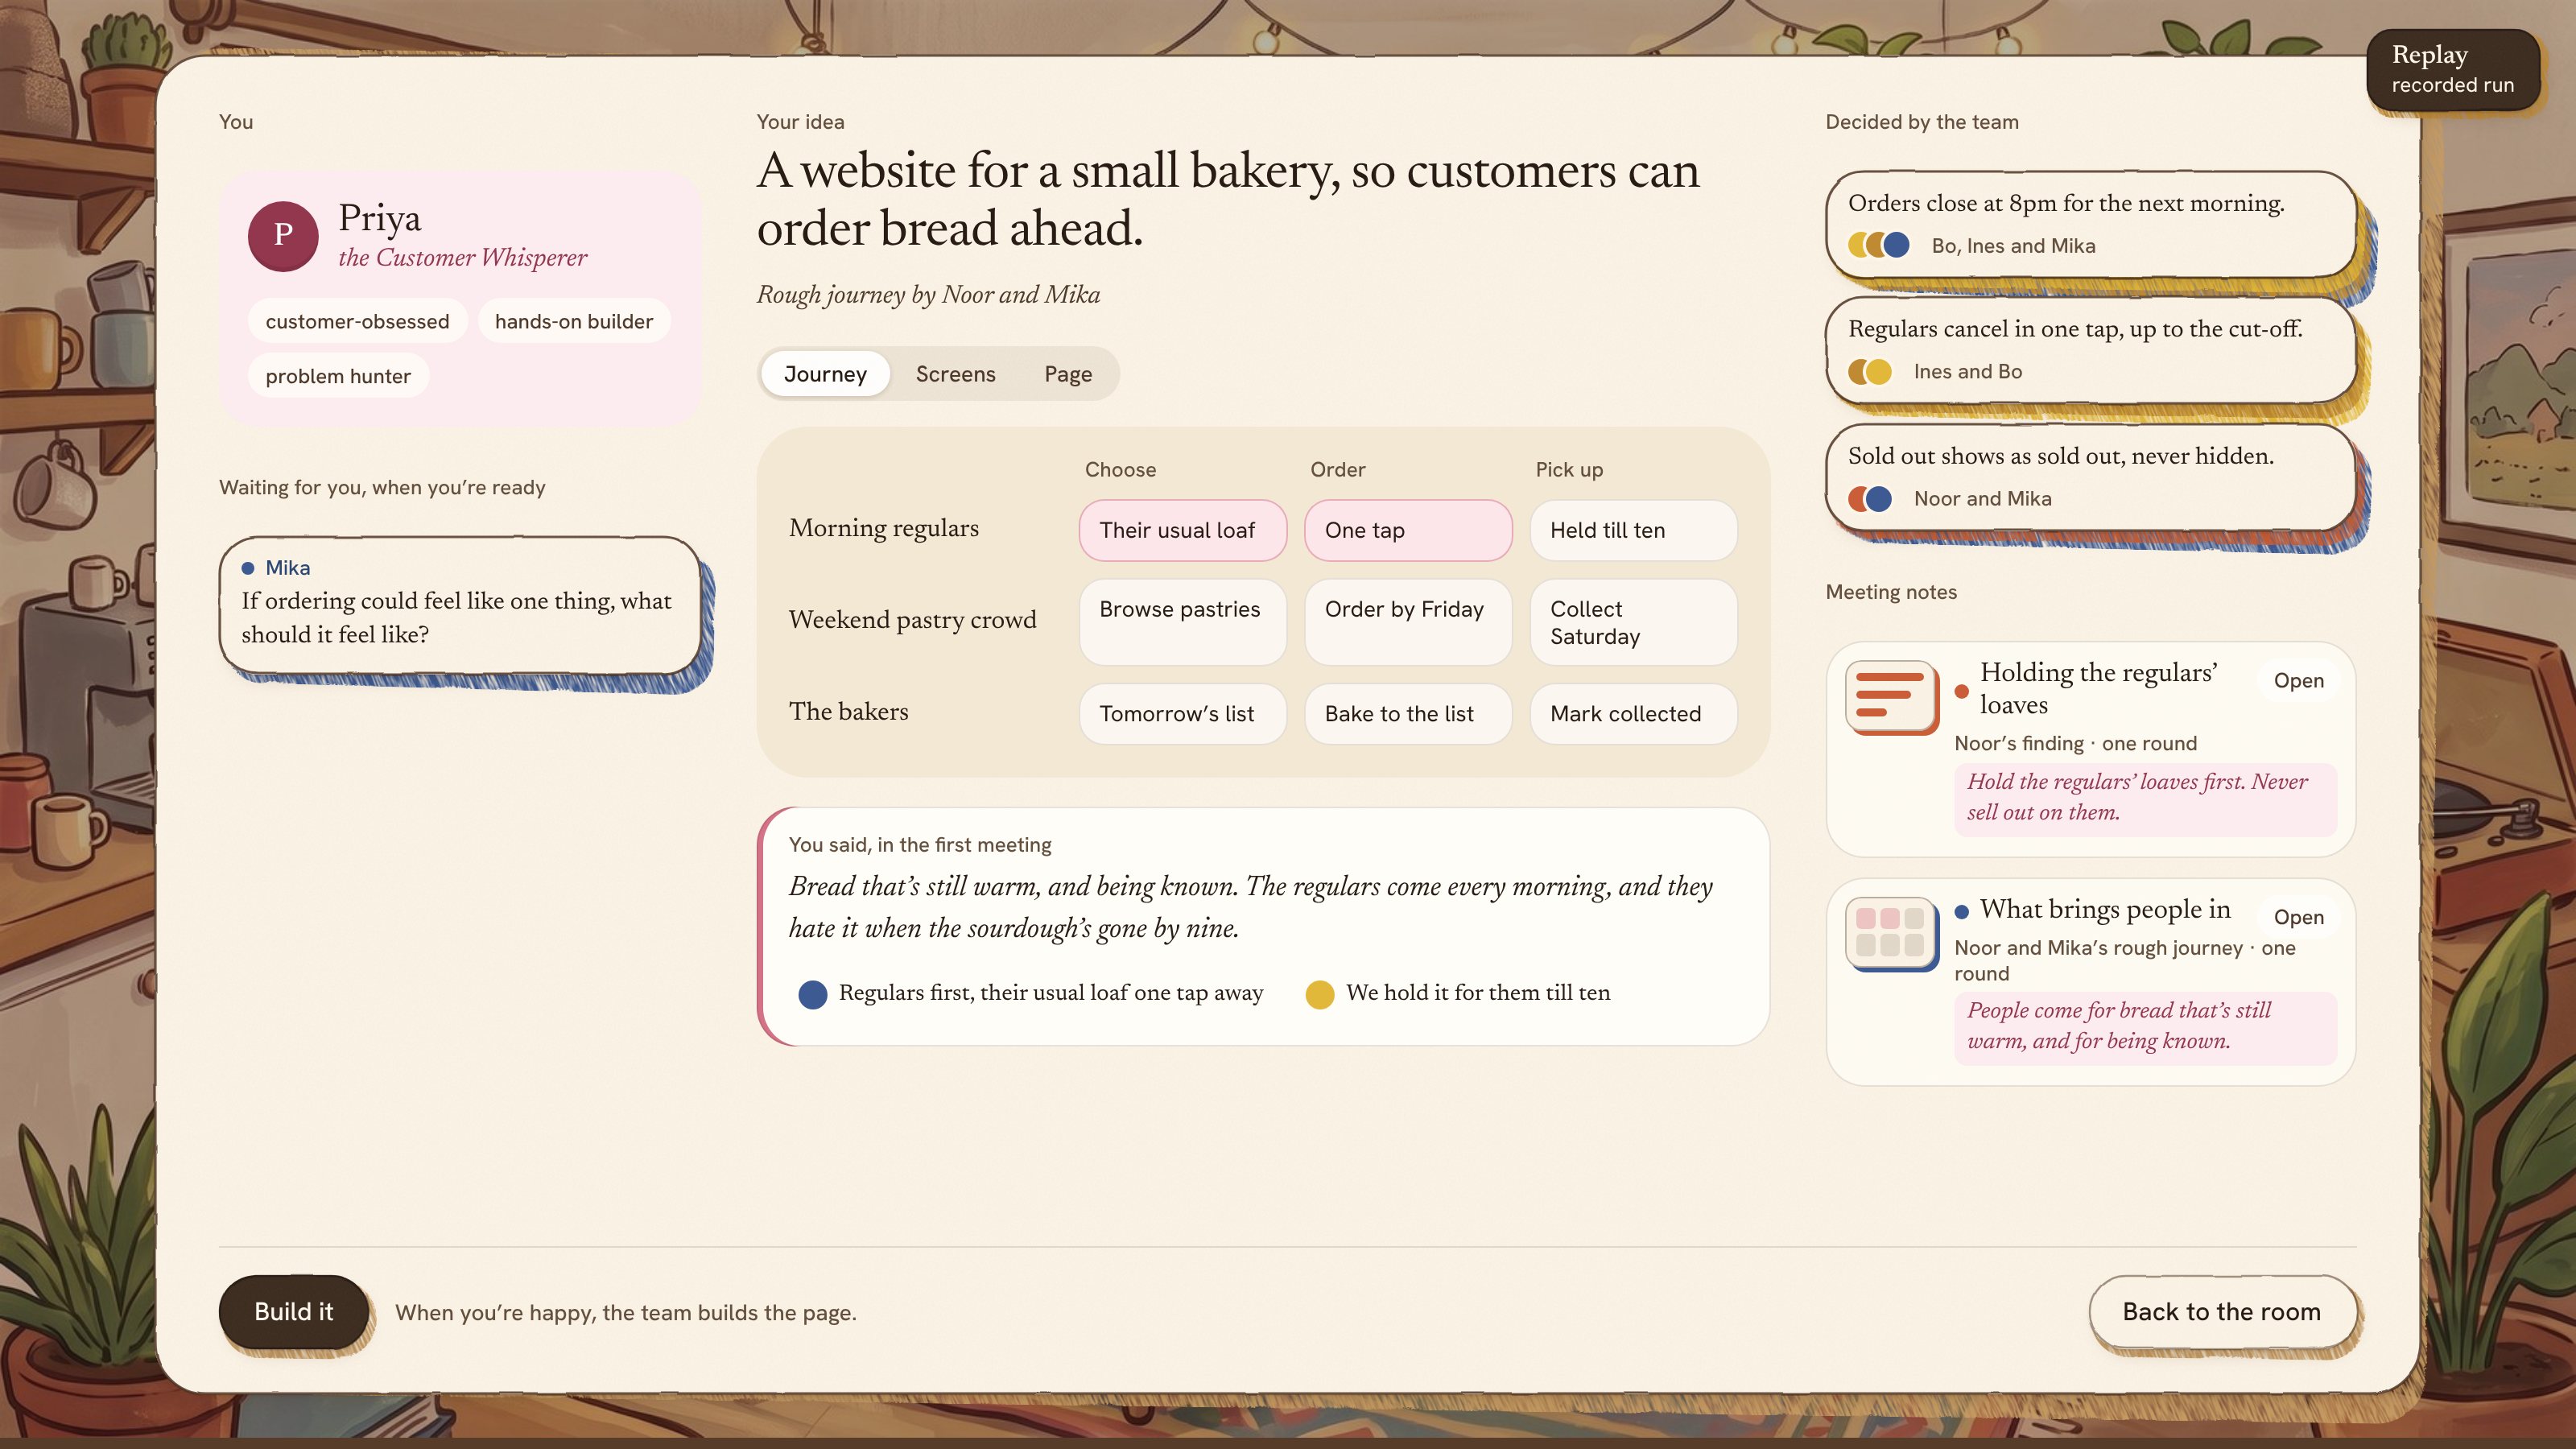 Replay
recorded run
You
P
Priya
the Customer Whisperer
customer-obsessed
hands-on builder
problem hunter
Waiting for you, when you’re ready
Mika
If ordering could feel like one thing, what
should it feel like?
Your idea
A website for a small bakery, so customers can
order bread ahead.
Rough journey by Noor and Mika
Journey
Screens
Page
Choose
Order
Pick up
Morning regulars
Their usual loaf
One tap
Held till ten
Weekend pastry crowd
Browse pastries
Order by Friday
Collect
Saturday
The bakers
Tomorrow’s list
Bake to the list
Mark collected
You said, in the first meeting
Bread that’s still warm, and being known. The regulars come every morning, and they
hate it when the sourdough’s gone by nine.
Regulars first, their usual loaf one tap away
We hold it for them till ten
Decided by the team
Orders close at 8pm for the next morning.
Bo, Ines and Mika
Regulars cancel in one tap, up to the cut-off.
Ines and Bo
Sold out shows as sold out, never hidden.
Noor and Mika
Meeting notes
Holding the regulars’
loaves
Open
Noor’s finding · one round
Hold the regulars’ loaves first. Never
sell out on them.
What brings people in
Open
Noor and Mika’s rough journey · one
round
People come for bread that’s still
warm, and for being known.
Build it
When you’re happy, the team builds the page.
Back to the room